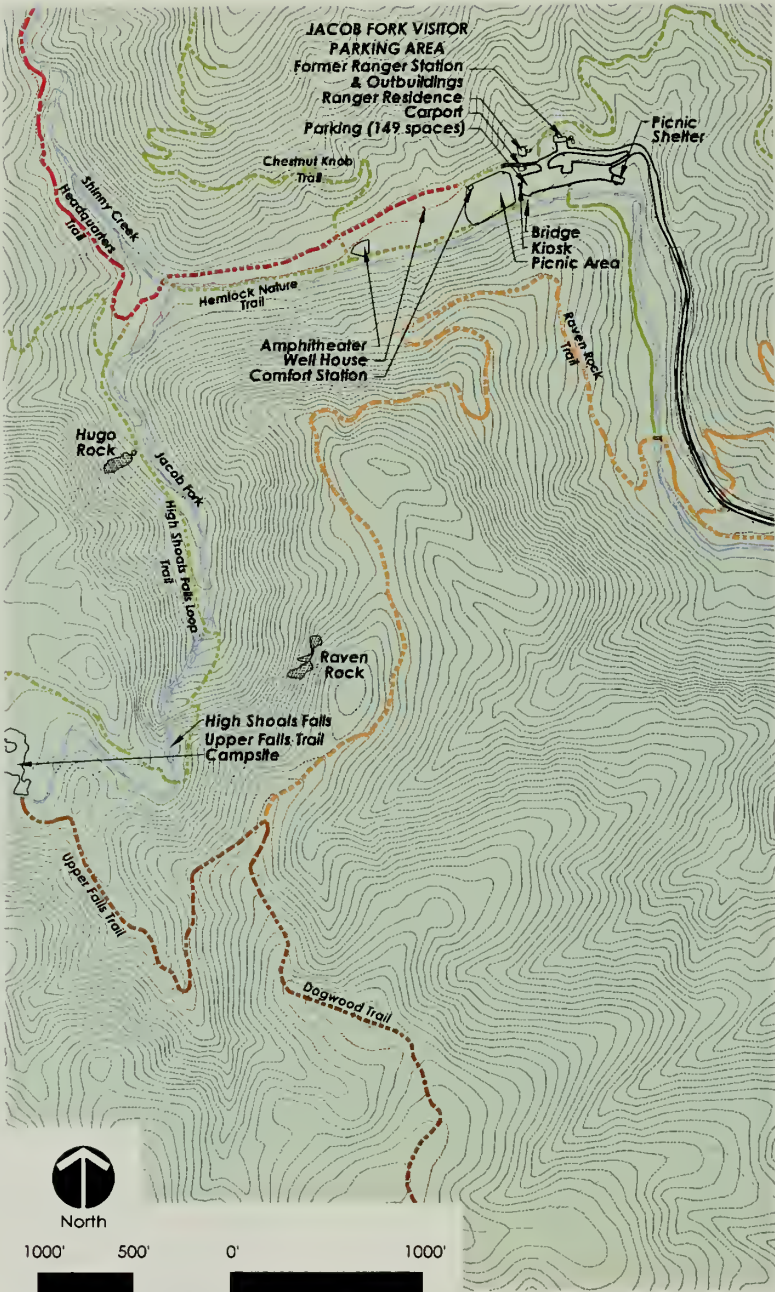 JACOB FORK VISITOR
PARKING AREA
Former Ranger Station
& Outbuildings
Ranger Residence
Carport
Parking (149 spaces)
Picnic
Shelter
Chestnut Knob
Trail
Shinny Creek
Headquarters
Trail
Bridge
Kiosk
Picnic Area
Hemlock Nature
Trail
Amphitheater
Well House
Comfort Station
Raven Rock
Trail
Hugo
Rock
Jacob Fork
High Shoals Falls Loop
Trail
Raven
Rock
High Shoals Falls
Upper Falls Trail
Campsite
Upper Falls Trail
Dagwood Trail
North
1000'
500'
0'
1000'